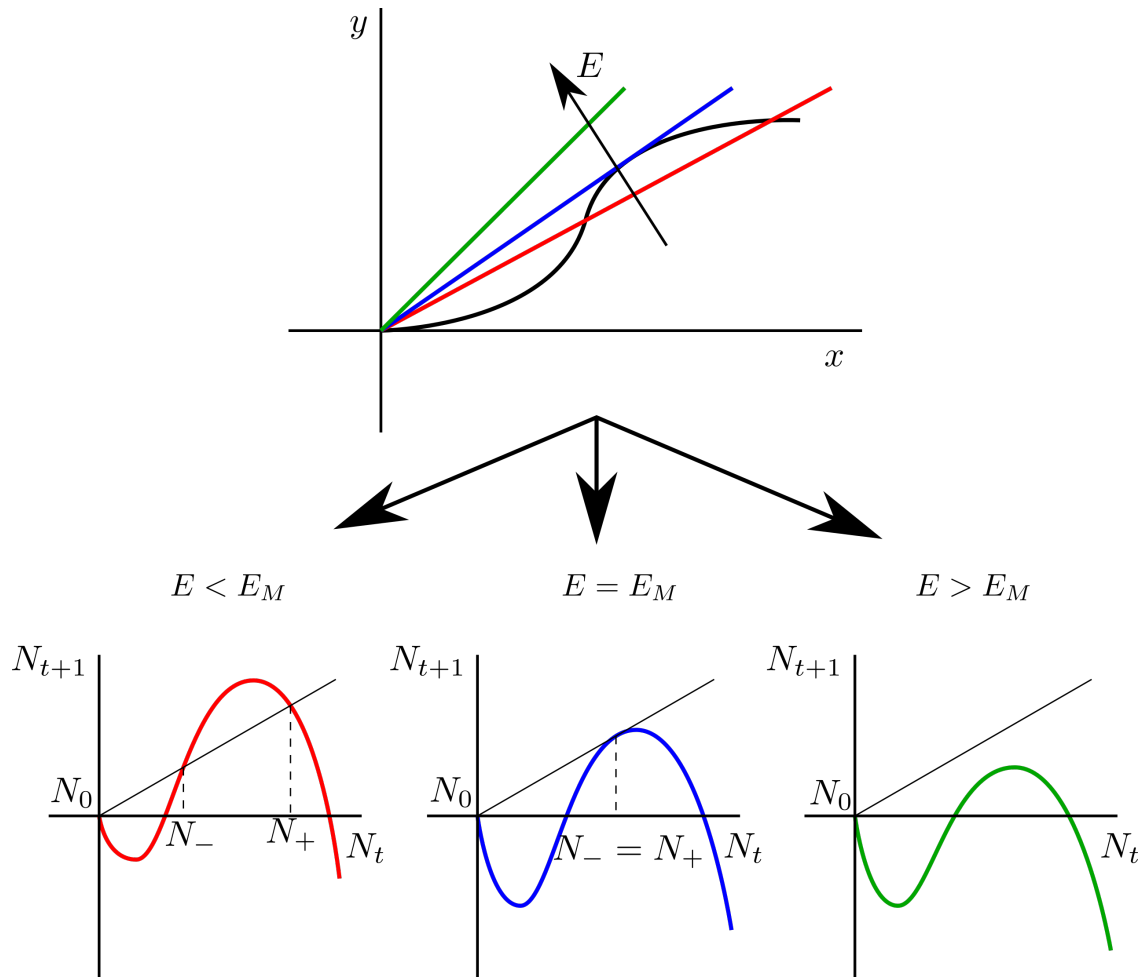 y
E
x
E < E_M
E = E_M
E > E_M
N_{t+1}
N_{t+1}
N_{t+1}
N_0
N_0
N_0
N_-
N_+
N_t
N_- = N_+
N_t
N_t